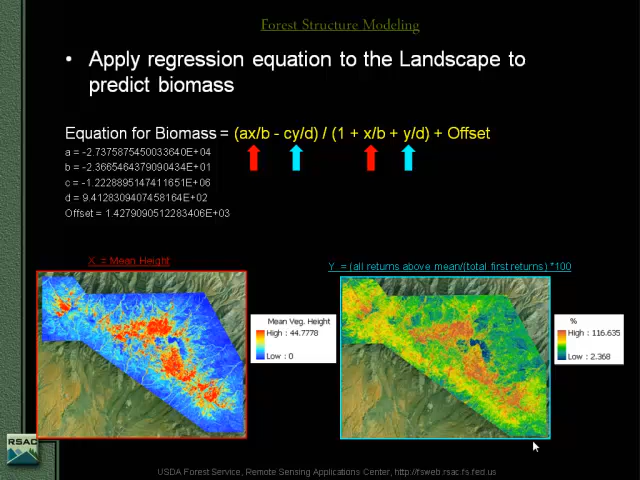 Forest Structure Modeling
• Apply regression equation to the Landscape to
predict biomass
Equation for Biomass = (ax/b - cy/d) / (1 + x/b + y/d) + Offset
a = -2.7375875450033640E+04
b = -2.3665464379090434E+01
c = -1.2228895147411651E+06
d = 9.4128309407458164E+02
Offset = 1.4279090512283406E+03
X = Mean Height
Y = (all returns above mean/(total first returns) *100
Mean Veg. Height
High : 44.7778
Low : 0
%
High : 116.635
Low : 2.368
RSAC
USDA Forest Service, Remote Sensing Applications Center, http://fsweb.rsac.fs.fed.us